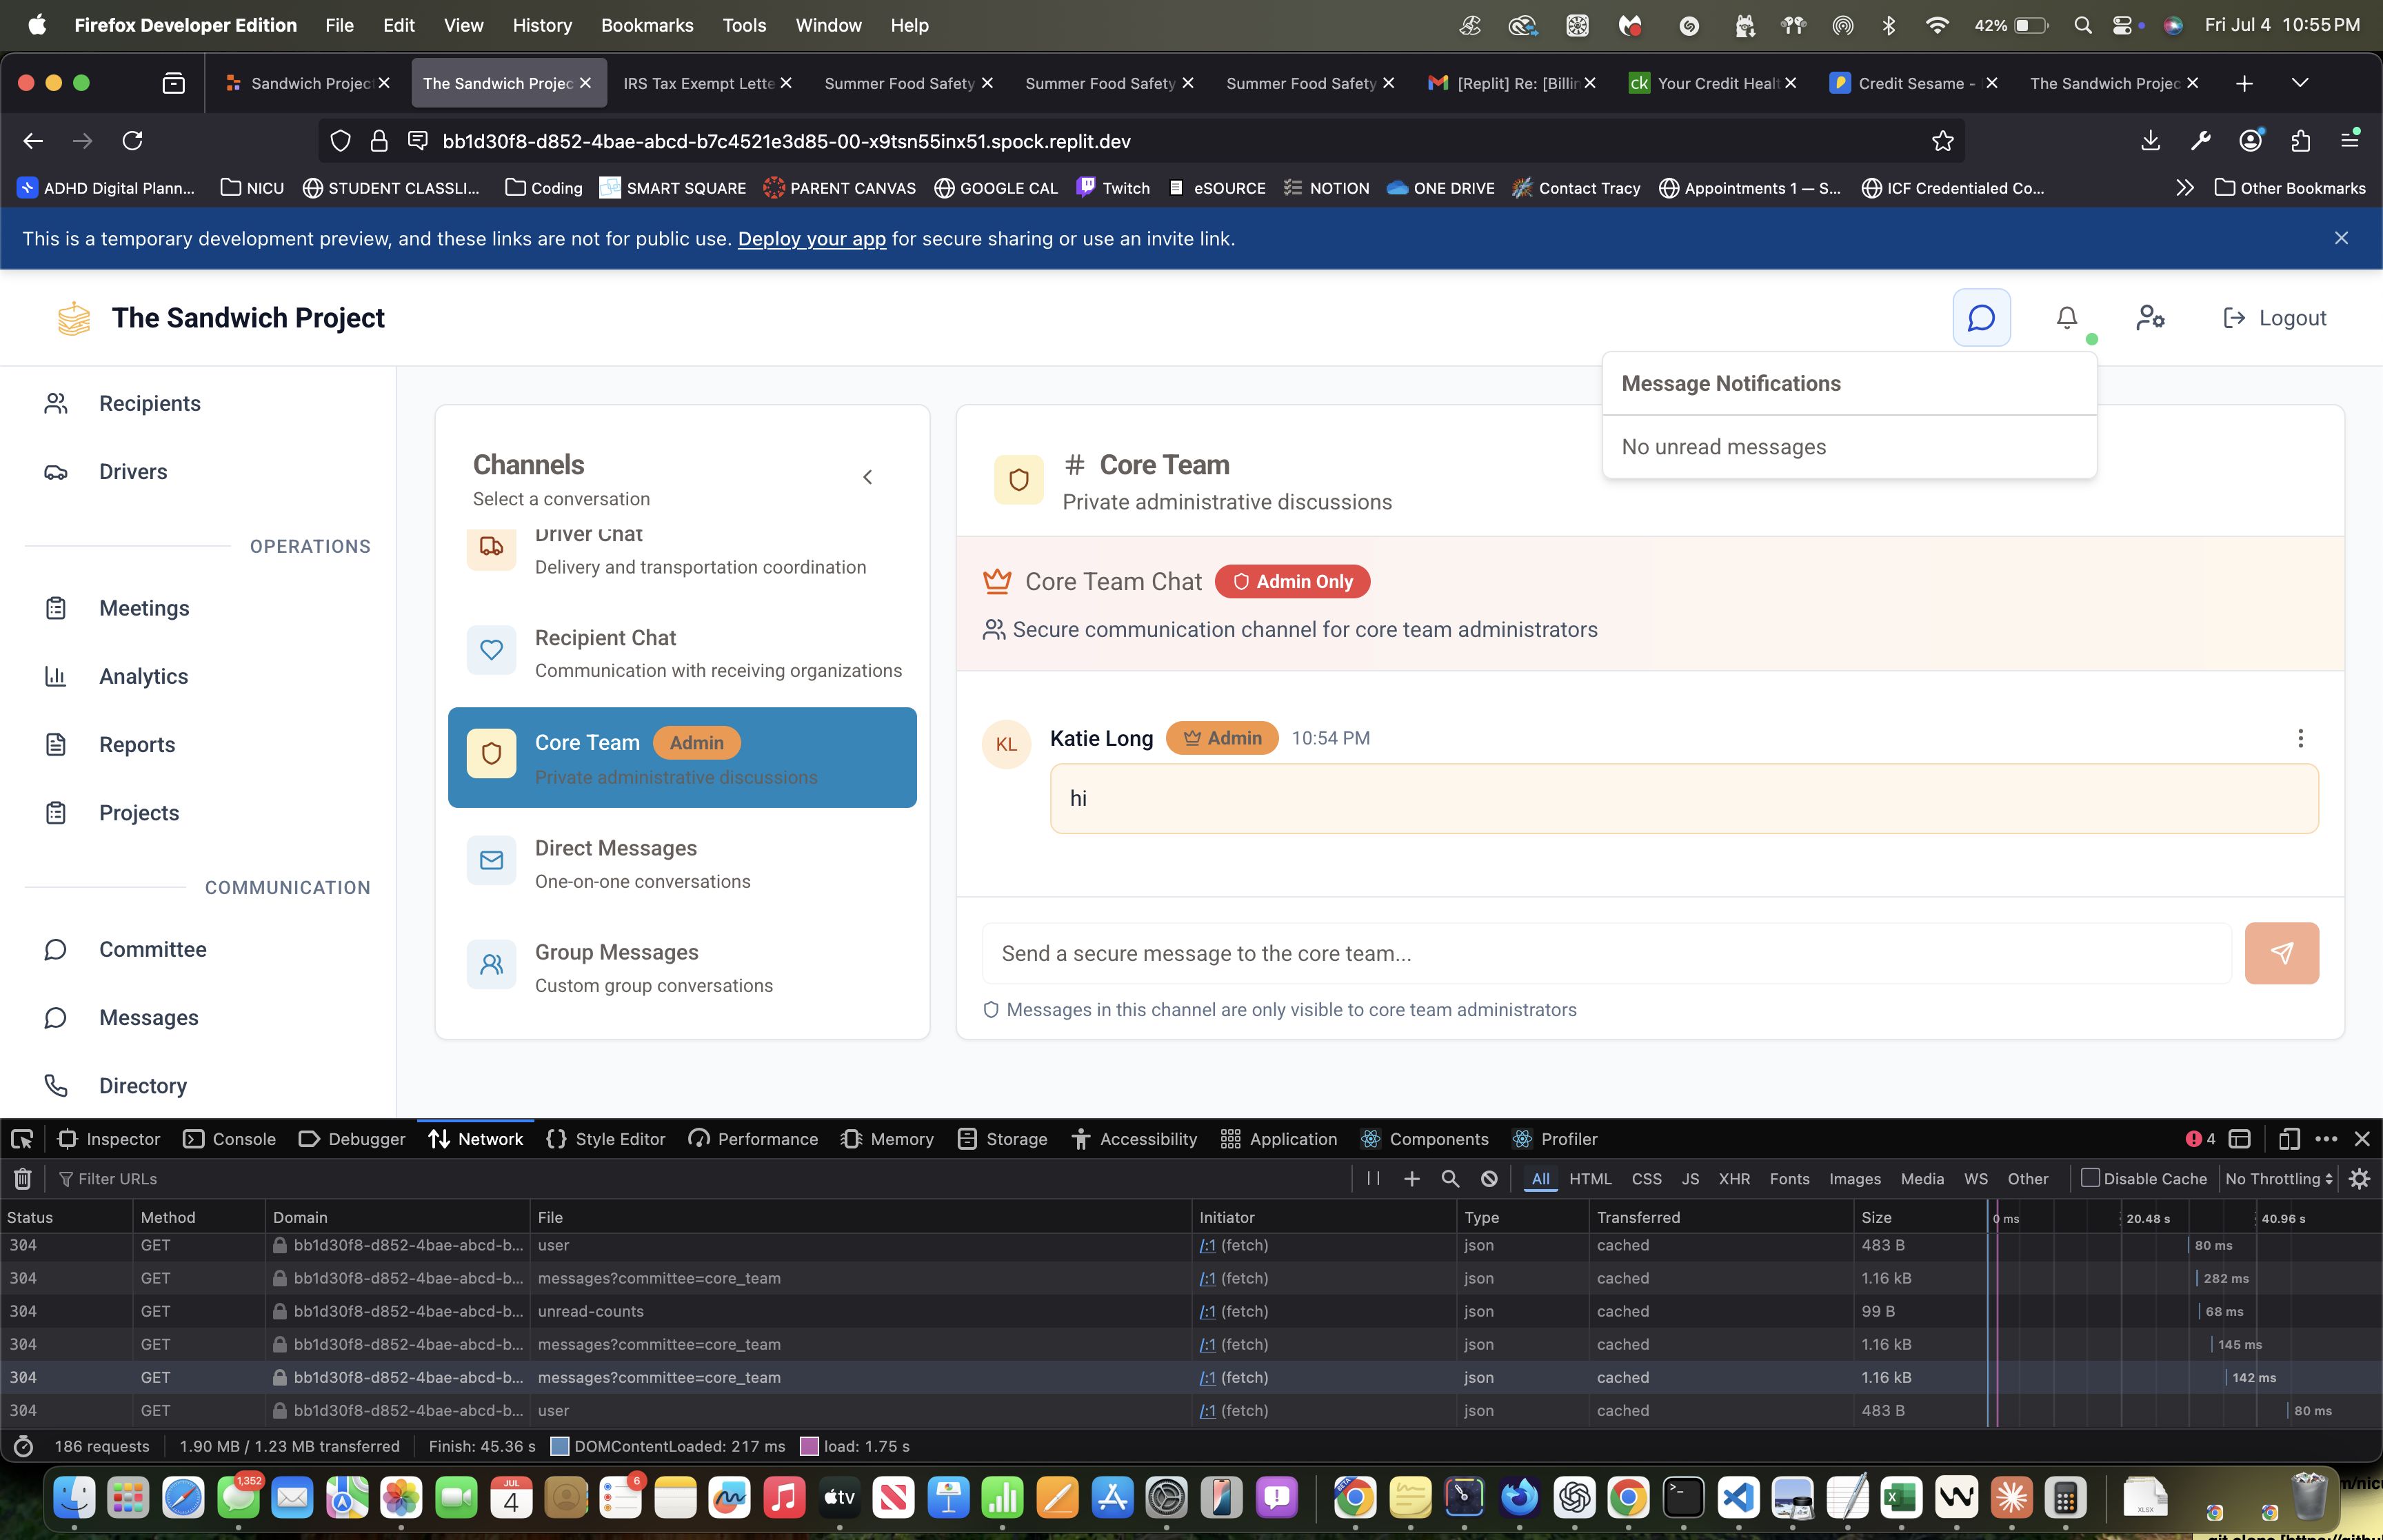 Firefox Developer Edition File Edit View History Bookmarks Tools Window Help 42% Fri Jul 4 10:55 PM
Sandwich Project The Sandwich Projec IRS Tax Exempt Lette Summer Food Safety Summer Food Safety Summer Food Safety [Replit] Re: [Billin ck Your Credit Healt Credit Sesame - The Sandwich Projec
bb1d30f8-d852-4bae-abcd-b7c4521e3d85-00-x9tsn55inx51.spock.replit.dev
ADHD Digital Plann... NICU STUDENT CLASSLI... Coding SMART SQUARE PARENT CANVAS GOOGLE CAL Twitch eSOURCE NOTION ONE DRIVE Contact Tracy Appointments 1 — S... ICF Credentialed Co... Other Bookmarks
This is a temporary development preview, and these links are not for public use. Deploy your app for secure sharing or use an invite link.
The Sandwich Project
Logout
Message Notifications
No unread messages
Recipients
Drivers
OPERATIONS
Meetings
Analytics
Reports
Projects
COMMUNICATION
Committee
Messages
Directory
Channels
Select a conversation
Driver Chat
Delivery and transportation coordination
Recipient Chat
Communication with receiving organizations
Core Team Admin
Private administrative discussions
Direct Messages
One-on-one conversations
Group Messages
Custom group conversations
# Core Team
Private administrative discussions
Core Team Chat Admin Only
Secure communication channel for core team administrators
KL Katie Long Admin 10:54 PM
hi
Send a secure message to the core team...
Messages in this channel are only visible to core team administrators
Inspector Console Debugger Network Style Editor Performance Memory Storage Accessibility Application Components Profiler 4
Filter URLs All HTML CSS JS XHR Fonts Images Media WS Other Disable Cache No Throttling
Status Method Domain File Initiator Type Transferred Size 0 ms 20.48 s 40.96 s
304 GET bb1d30f8-d852-4bae-abcd-b... user /:1 (fetch) json cached 483 B 80 ms
304 GET bb1d30f8-d852-4bae-abcd-b... messages?committee=core_team /:1 (fetch) json cached 1.16 kB 282 ms
304 GET bb1d30f8-d852-4bae-abcd-b... unread-counts /:1 (fetch) json cached 99 B 68 ms
304 GET bb1d30f8-d852-4bae-abcd-b... messages?committee=core_team /:1 (fetch) json cached 1.16 kB 145 ms
304 GET bb1d30f8-d852-4bae-abcd-b... messages?committee=core_team /:1 (fetch) json cached 1.16 kB 142 ms
304 GET bb1d30f8-d852-4bae-abcd-b... user /:1 (fetch) json cached 483 B 80 ms
186 requests 1.90 MB / 1.23 MB transferred Finish: 45.36 s DOMContentLoaded: 217 ms load: 1.75 s
1,352 JUL 4 6 tv XLSX